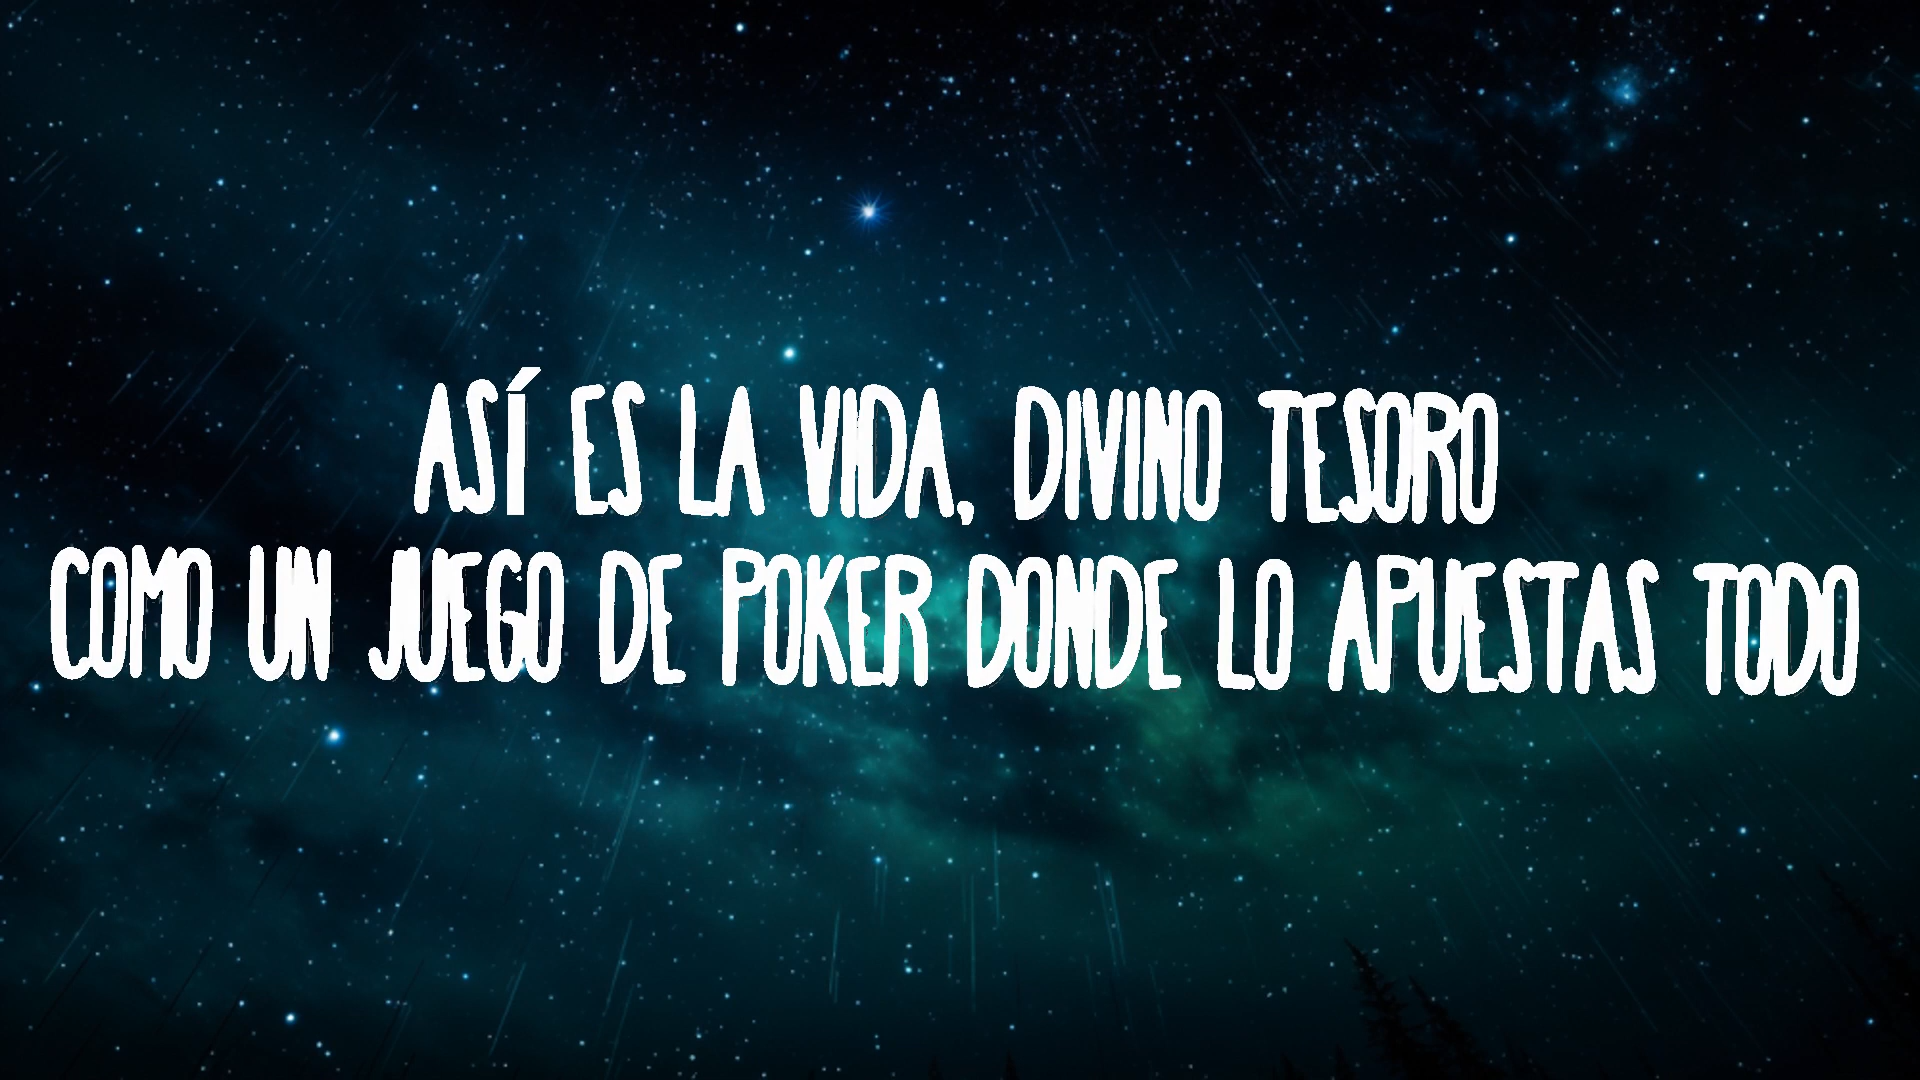 ASÍ ES LA VIDA, DIVINO TESORO
COMO UN JUEGO DE POKER DONDE LO APUESTAS TODO